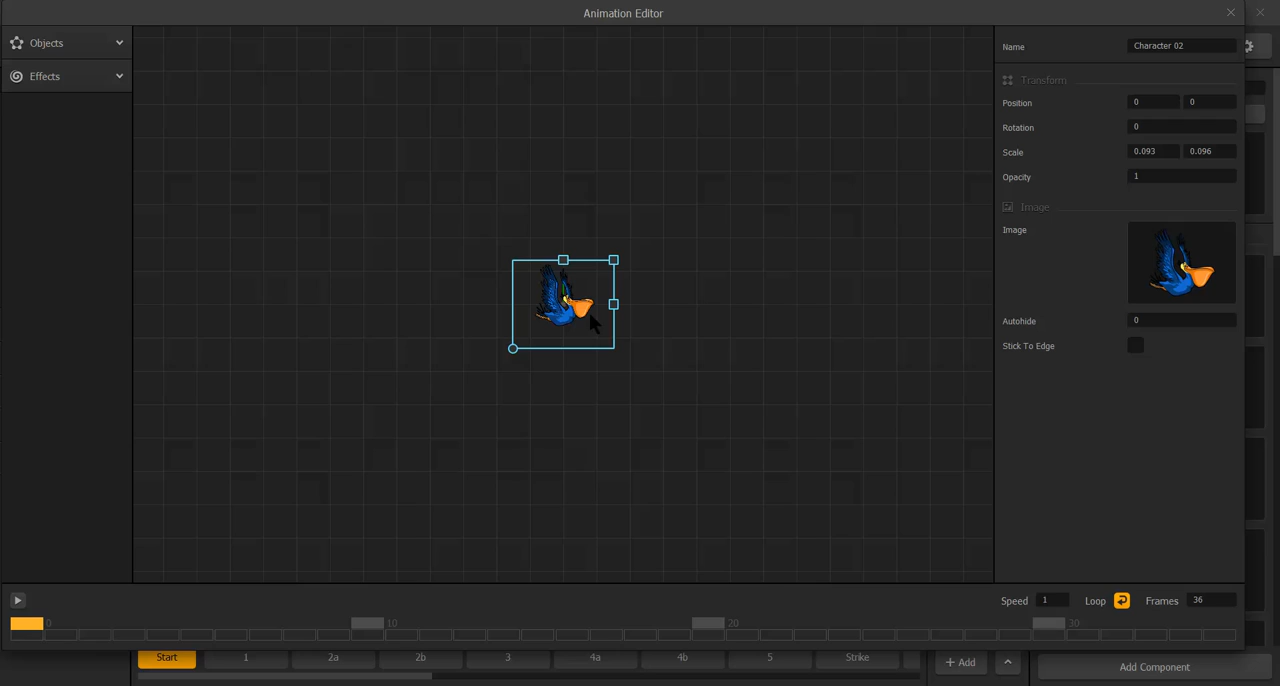 Animation Editor
Objects
Effects
Name Character 02
Transform
Position 0 0
Rotation 0
Scale 0.093 0.096
Opacity 1
Image
Image
Autohide 0
Stick To Edge
Speed 1 Loop Frames 36
0 10 20 30
Start 1 2a 2b 3 4a 4b 5 Strike + Add Add Component